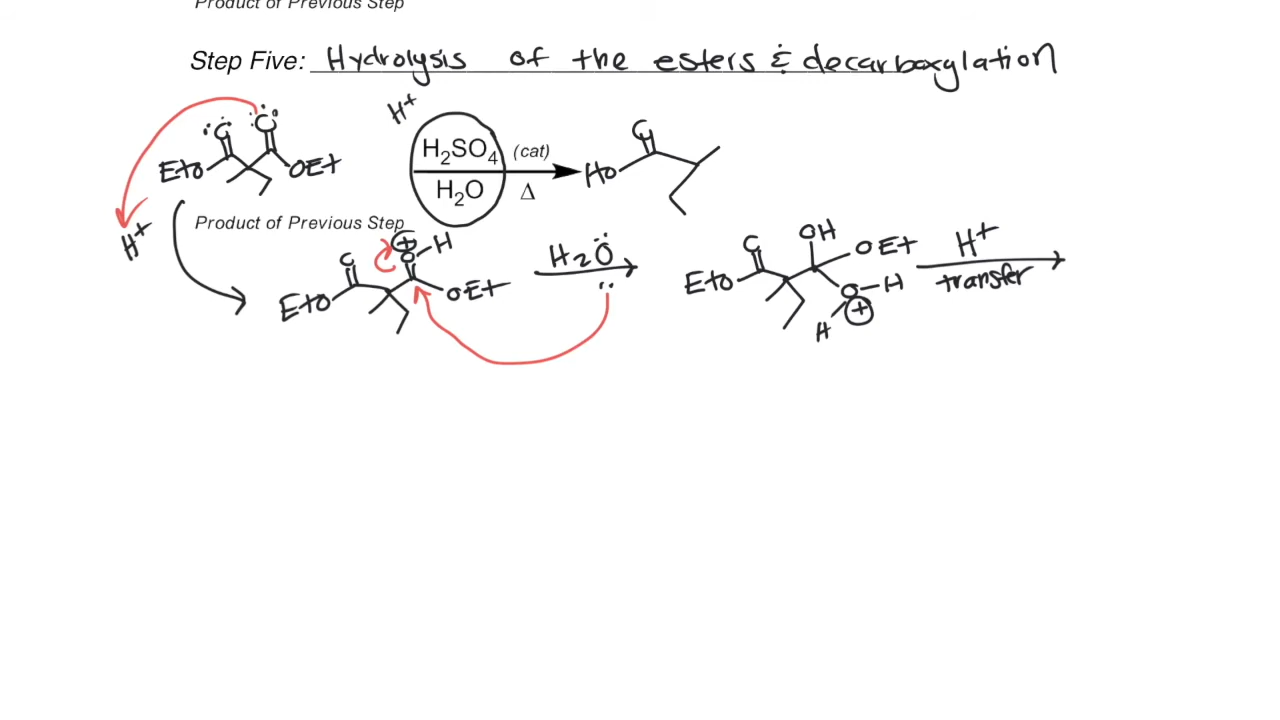 Product of Previous Step
Step Five: Hydrolysis of the esters & decarboxylation
H+
O O
EtO OEt
H2SO4 (cat)
H2O Δ
O
HO
H+
Product of Previous Step
O + O-H
EtO OEt
H2O
O OH
EtO OEt
O-H
H +
H+
transfer